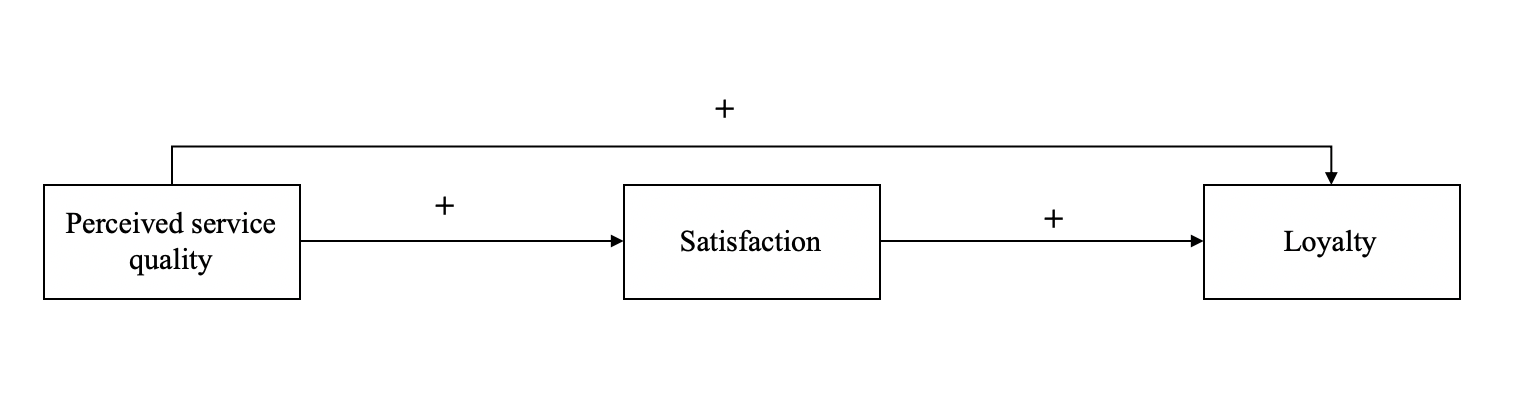 +
+
+
Perceived service
quality
Satisfaction
Loyalty